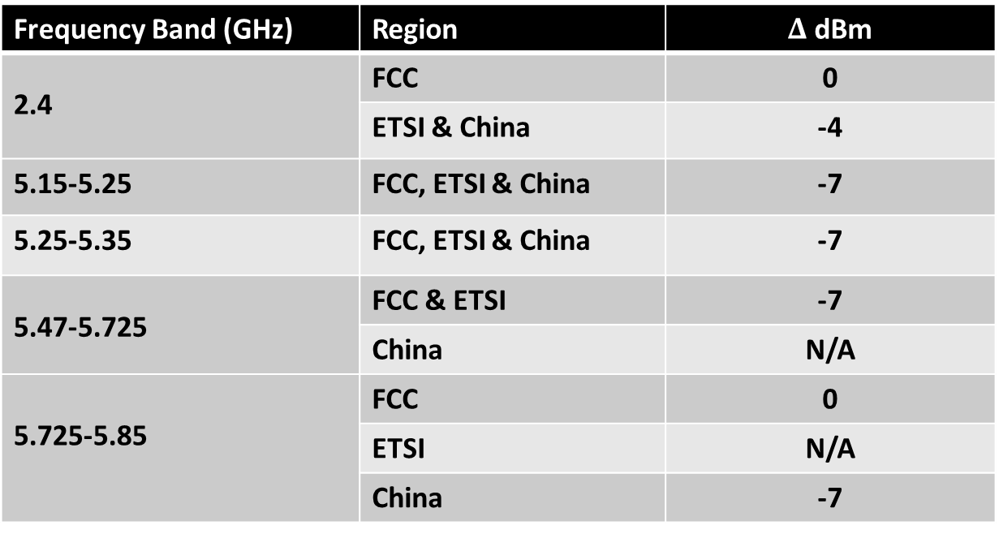 Frequency Band (GHz) Region Δ dBm
2.4 FCC 0
ETSI & China -4
5.15-5.25 FCC, ETSI & China -7
5.25-5.35 FCC, ETSI & China -7
5.47-5.725 FCC & ETSI -7
China N/A
5.725-5.85 FCC 0
ETSI N/A
China -7